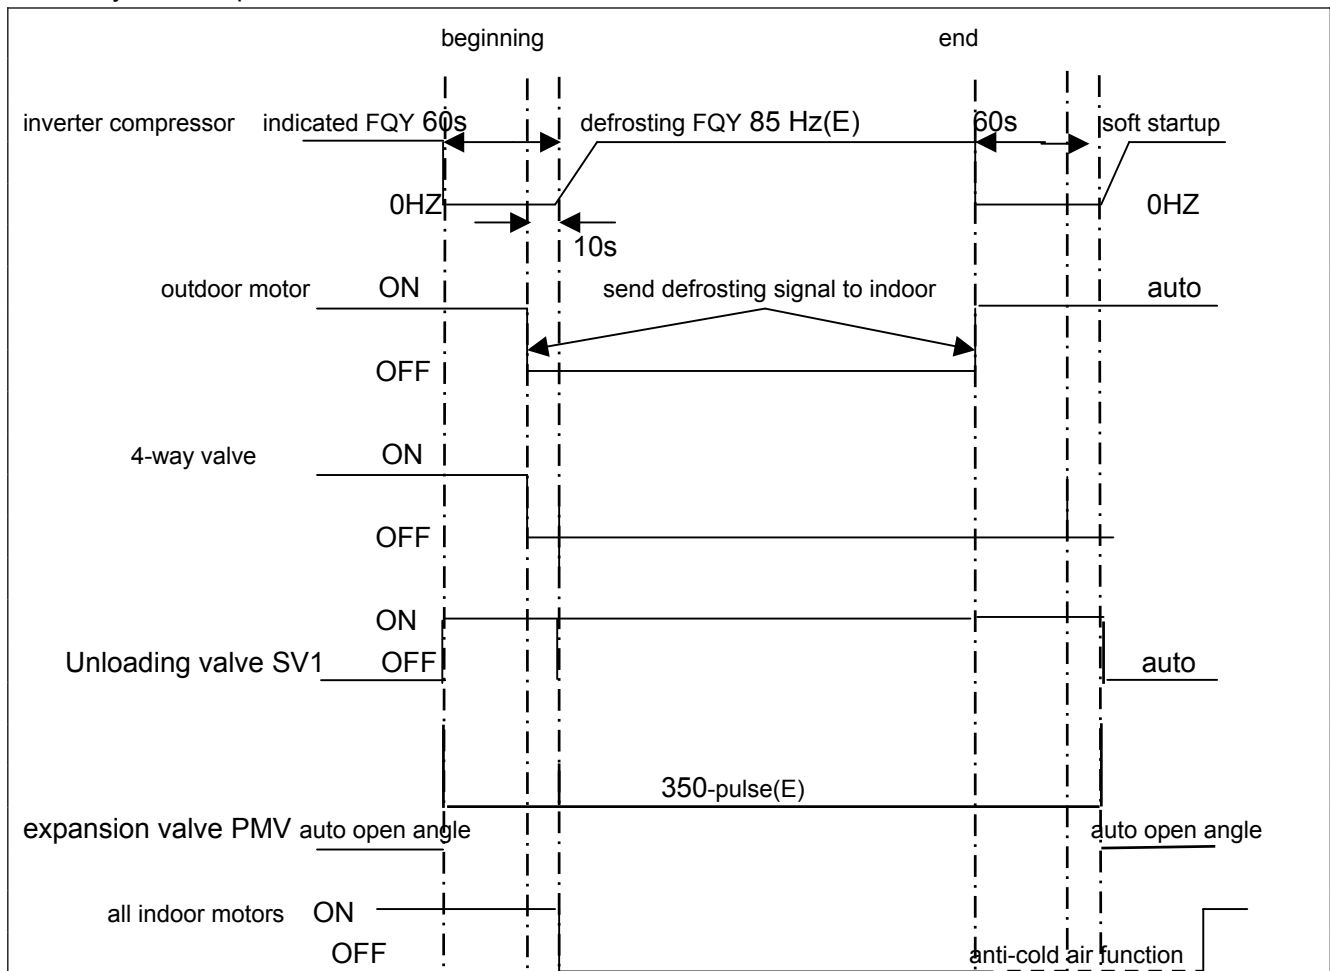 beginning end
inverter compressor indicated FQY 60s defrosting FQY 85 Hz(E) 60s soft startup
0HZ 0HZ
10s
outdoor motor ON send defrosting signal to indoor auto
OFF
4-way valve ON
OFF
ON
Unloading valve SV1 OFF auto
350-pulse(E)
expansion valve PMV auto open angle auto open angle
all indoor motors ON
OFF anti-cold air function